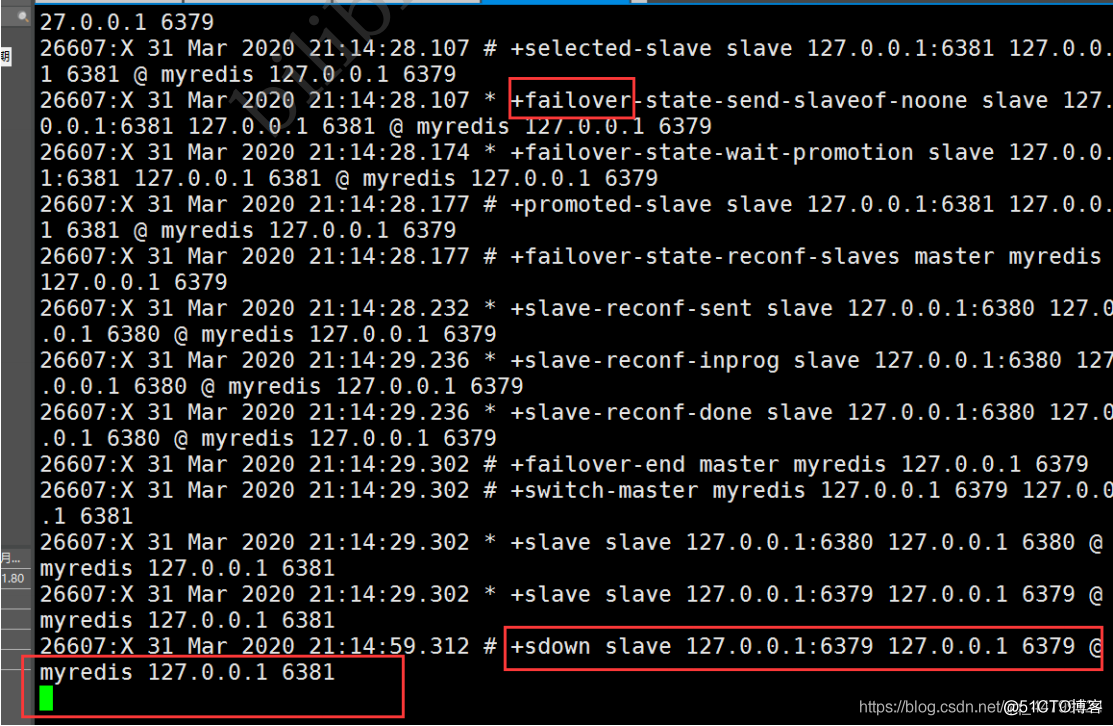 27.0.0.1 6379
26607:X 31 Mar 2020 21:14:28.107 # +selected-slave slave 127.0.0.1:6381 127.0.0.
1 6381 @ myredis 127.0.0.1 6379
26607:X 31 Mar 2020 21:14:28.107 * +failover-state-send-slaveof-noone slave 127.
0.0.1:6381 127.0.0.1 6381 @ myredis 127.0.0.1 6379
26607:X 31 Mar 2020 21:14:28.174 * +failover-state-wait-promotion slave 127.0.0.
1:6381 127.0.0.1 6381 @ myredis 127.0.0.1 6379
26607:X 31 Mar 2020 21:14:28.177 # +promoted-slave slave 127.0.0.1:6381 127.0.0.
1 6381 @ myredis 127.0.0.1 6379
26607:X 31 Mar 2020 21:14:28.177 # +failover-state-reconf-slaves master myredis
127.0.0.1 6379
26607:X 31 Mar 2020 21:14:28.232 * +slave-reconf-sent slave 127.0.0.1:6380 127.0
.0.1 6380 @ myredis 127.0.0.1 6379
26607:X 31 Mar 2020 21:14:29.236 * +slave-reconf-inprog slave 127.0.0.1:6380 127
.0.0.1 6380 @ myredis 127.0.0.1 6379
26607:X 31 Mar 2020 21:14:29.236 * +slave-reconf-done slave 127.0.0.1:6380 127.0
.0.1 6380 @ myredis 127.0.0.1 6379
26607:X 31 Mar 2020 21:14:29.302 # +failover-end master myredis 127.0.0.1 6379
26607:X 31 Mar 2020 21:14:29.302 # +switch-master myredis 127.0.0.1 6379 127.0.0
.1 6381
26607:X 31 Mar 2020 21:14:29.302 * +slave slave 127.0.0.1:6380 127.0.0.1 6380 @
myredis 127.0.0.1 6381
26607:X 31 Mar 2020 21:14:29.302 * +slave slave 127.0.0.1:6379 127.0.0.1 6379 @
myredis 127.0.0.1 6381
26607:X 31 Mar 2020 21:14:59.312 # +sdown slave 127.0.0.1:6379 127.0.0.1 6379 @
myredis 127.0.0.1 6381
期
月...
1.80
bilibi
https://blog.csdn.net/
@51CTO博客